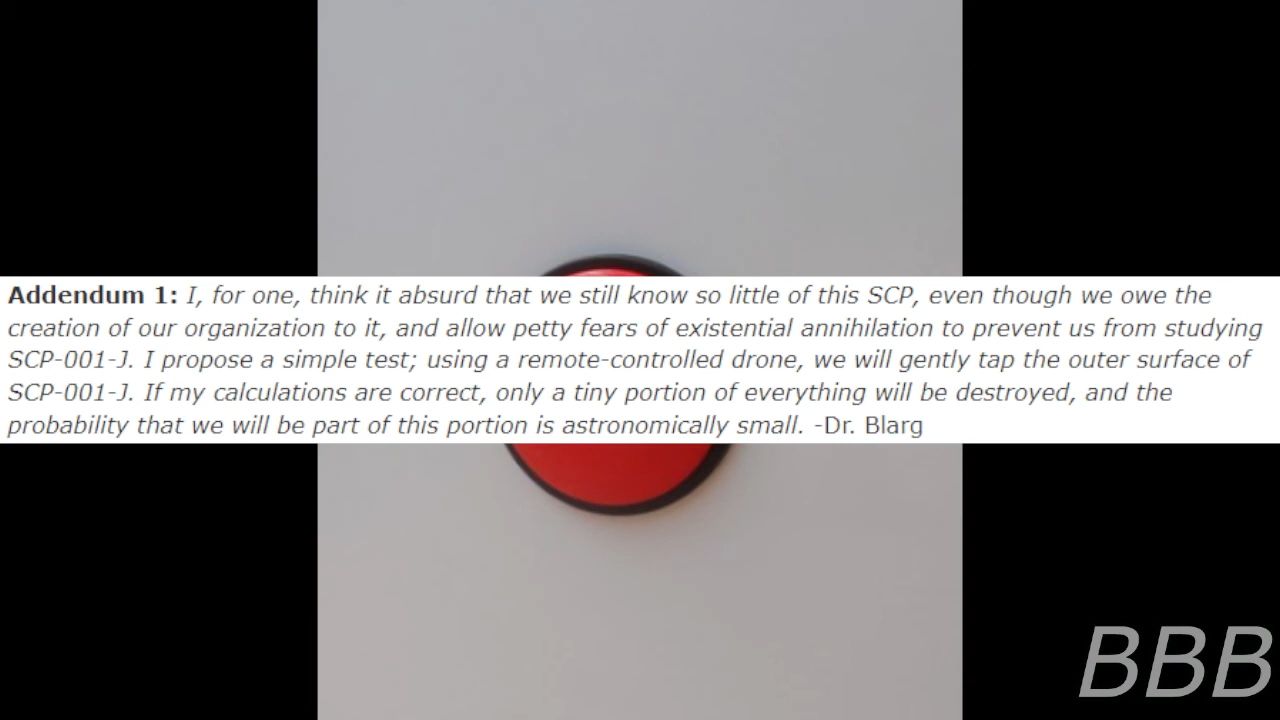 Addendum 1: I, for one, think it absurd that we still know so little of this SCP, even though we owe the
creation of our organization to it, and allow petty fears of existential annihilation to prevent us from studying
SCP-001-J. I propose a simple test; using a remote-controlled drone, we will gently tap the outer surface of
SCP-001-J. If my calculations are correct, only a tiny portion of everything will be destroyed, and the
probability that we will be part of this portion is astronomically small. -Dr. Blarg
BBB